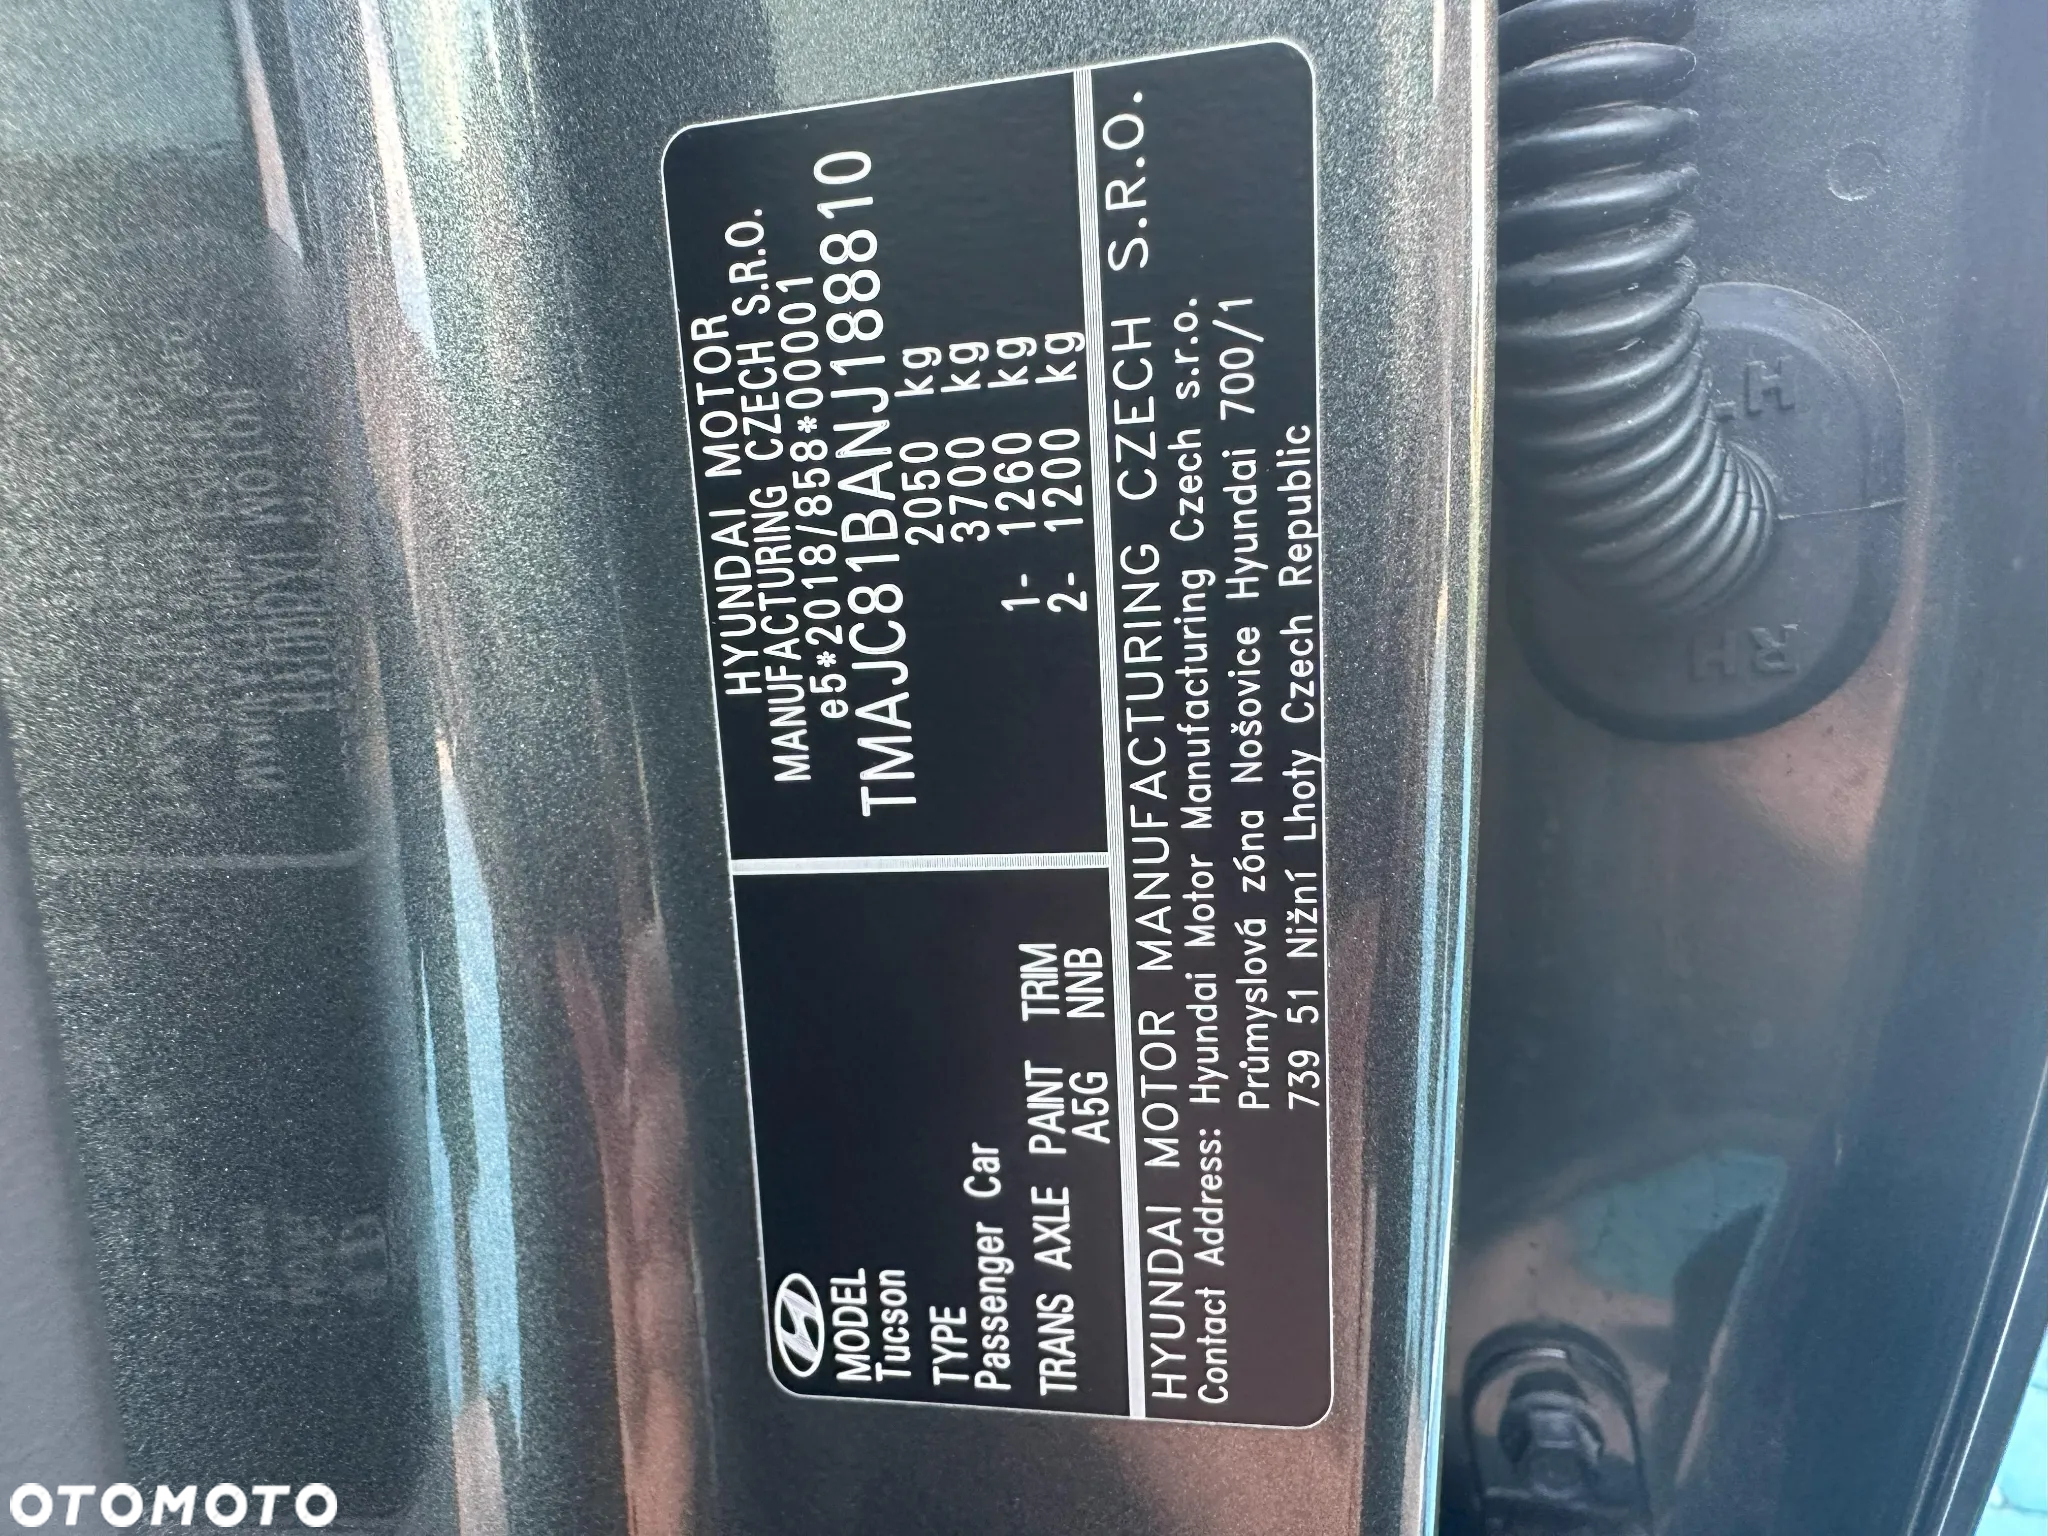 HYUNDAI MOTOR
MANUFACTURING CZECH S.R.O.
e5*2018/858*00001
TMAJC81BANJ188810
2050 kg
3700 kg
1- 1260 kg
2- 1200 kg
MODEL
Tucson
TYPE
Passenger Car
TRANS AXLE PAINT TRIM
A5G NNB
HYUNDAI MOTOR MANUFACTURING CZECH S.R.O.
Contact Address: Hyundai Motor Manufacturing Czech s.r.o.
Průmyslová zóna Nošovice Hyundai 700/1
739 51 Nižní Lhoty Czech Republic
LH
RH
OTOMOTO